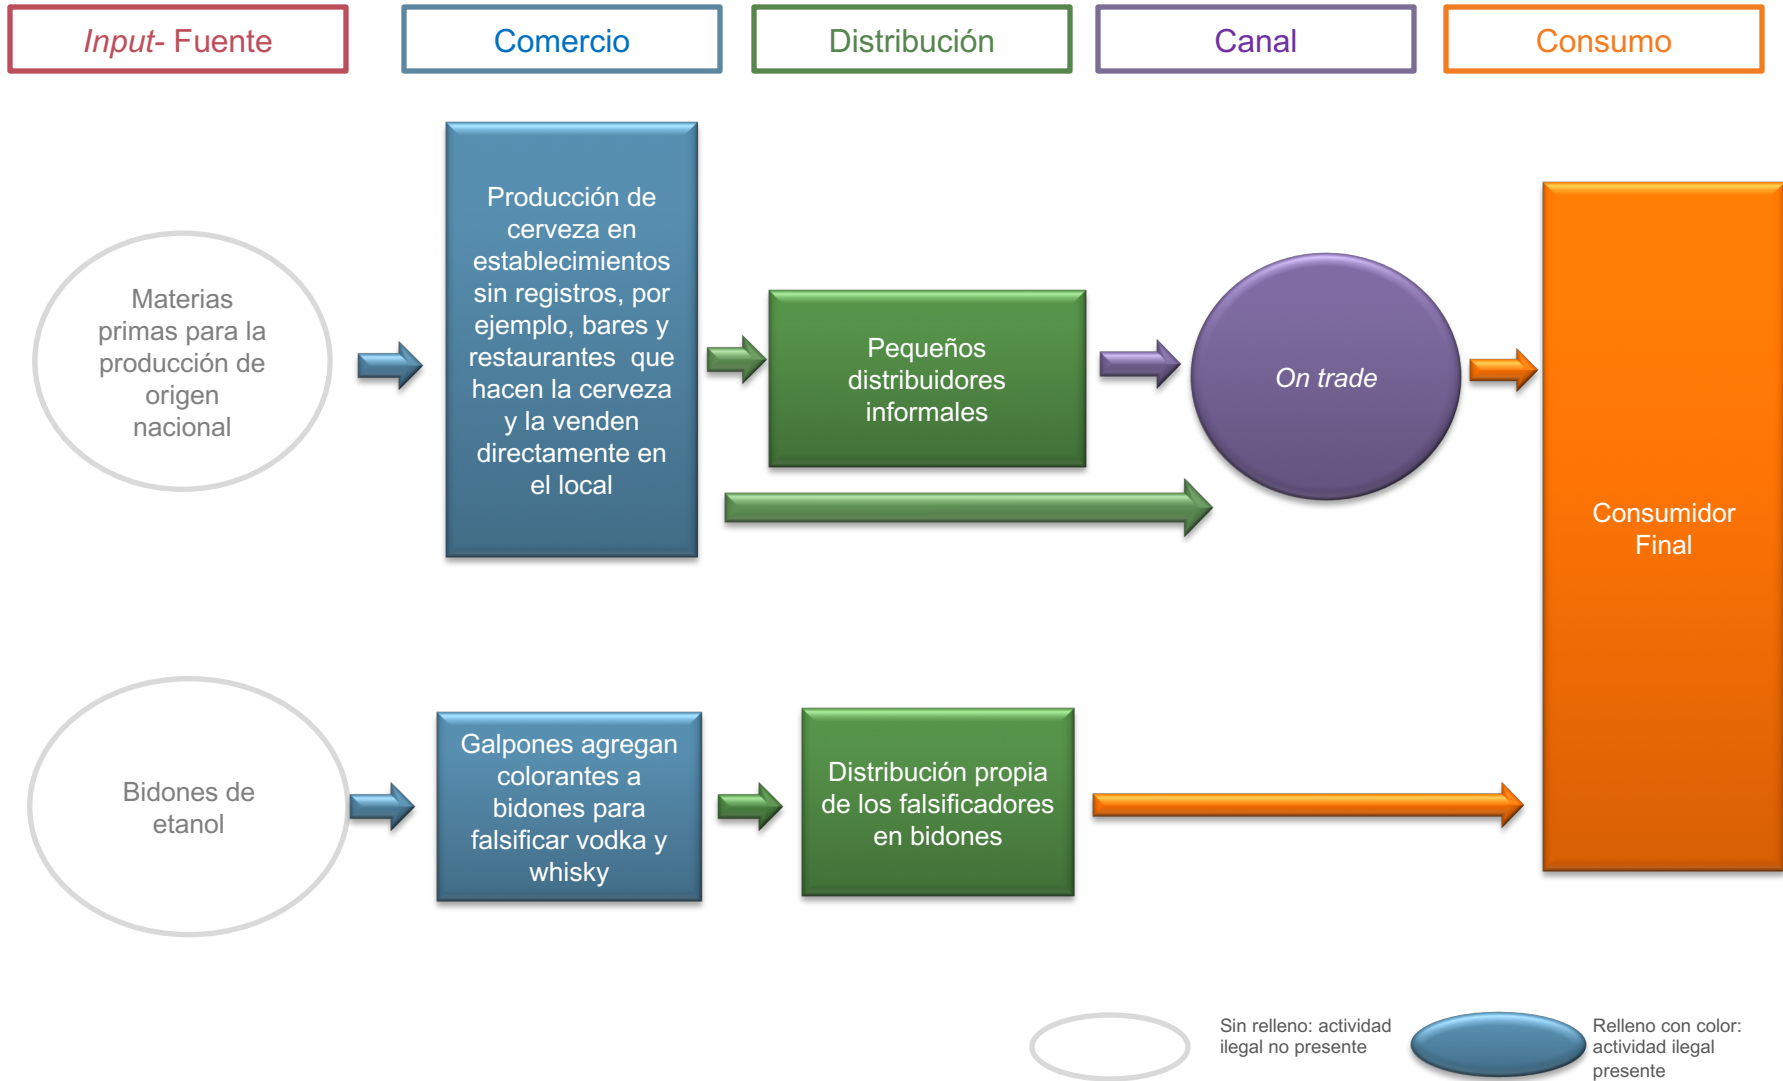 Input- Fuente
Comercio
Distribución
Canal
Consumo
Materias
primas para la
producción de
origen
nacional
Producción de
cerveza en
establecimientos
sin registros, por
ejemplo, bares y
restaurantes que
hacen la cerveza
y la venden
directamente en
el local
Pequeños
distribuidores
informales
On trade
Consumidor
Final
Bidones de
etanol
Galpones agregan
colorantes a
bidones para
falsificar vodka y
whisky
Distribución propia
de los falsificadores
en bidones
Sin relleno: actividad
ilegal no presente
Relleno con color:
actividad ilegal
presente